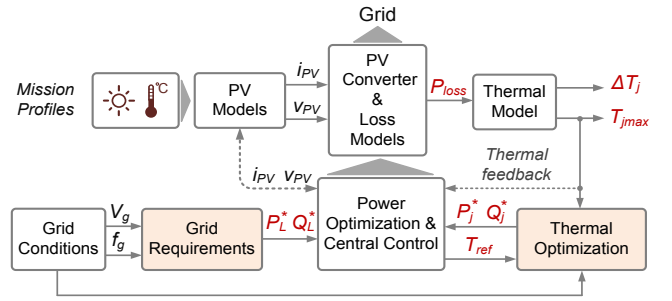 Grid
Mission
Profiles
°C
PV
Models
i_PV
v_PV
PV
Converter
&
Loss
Models
P_loss
Thermal
Model
ΔT_j
T_jmax
Thermal
feedback
i_PV v_PV
Grid
Conditions
V_g
f_g
Grid
Requirements
P_L^* Q_L^*
Power
Optimization &
Central Control
P_j^* Q_j^*
T_ref
Thermal
Optimization